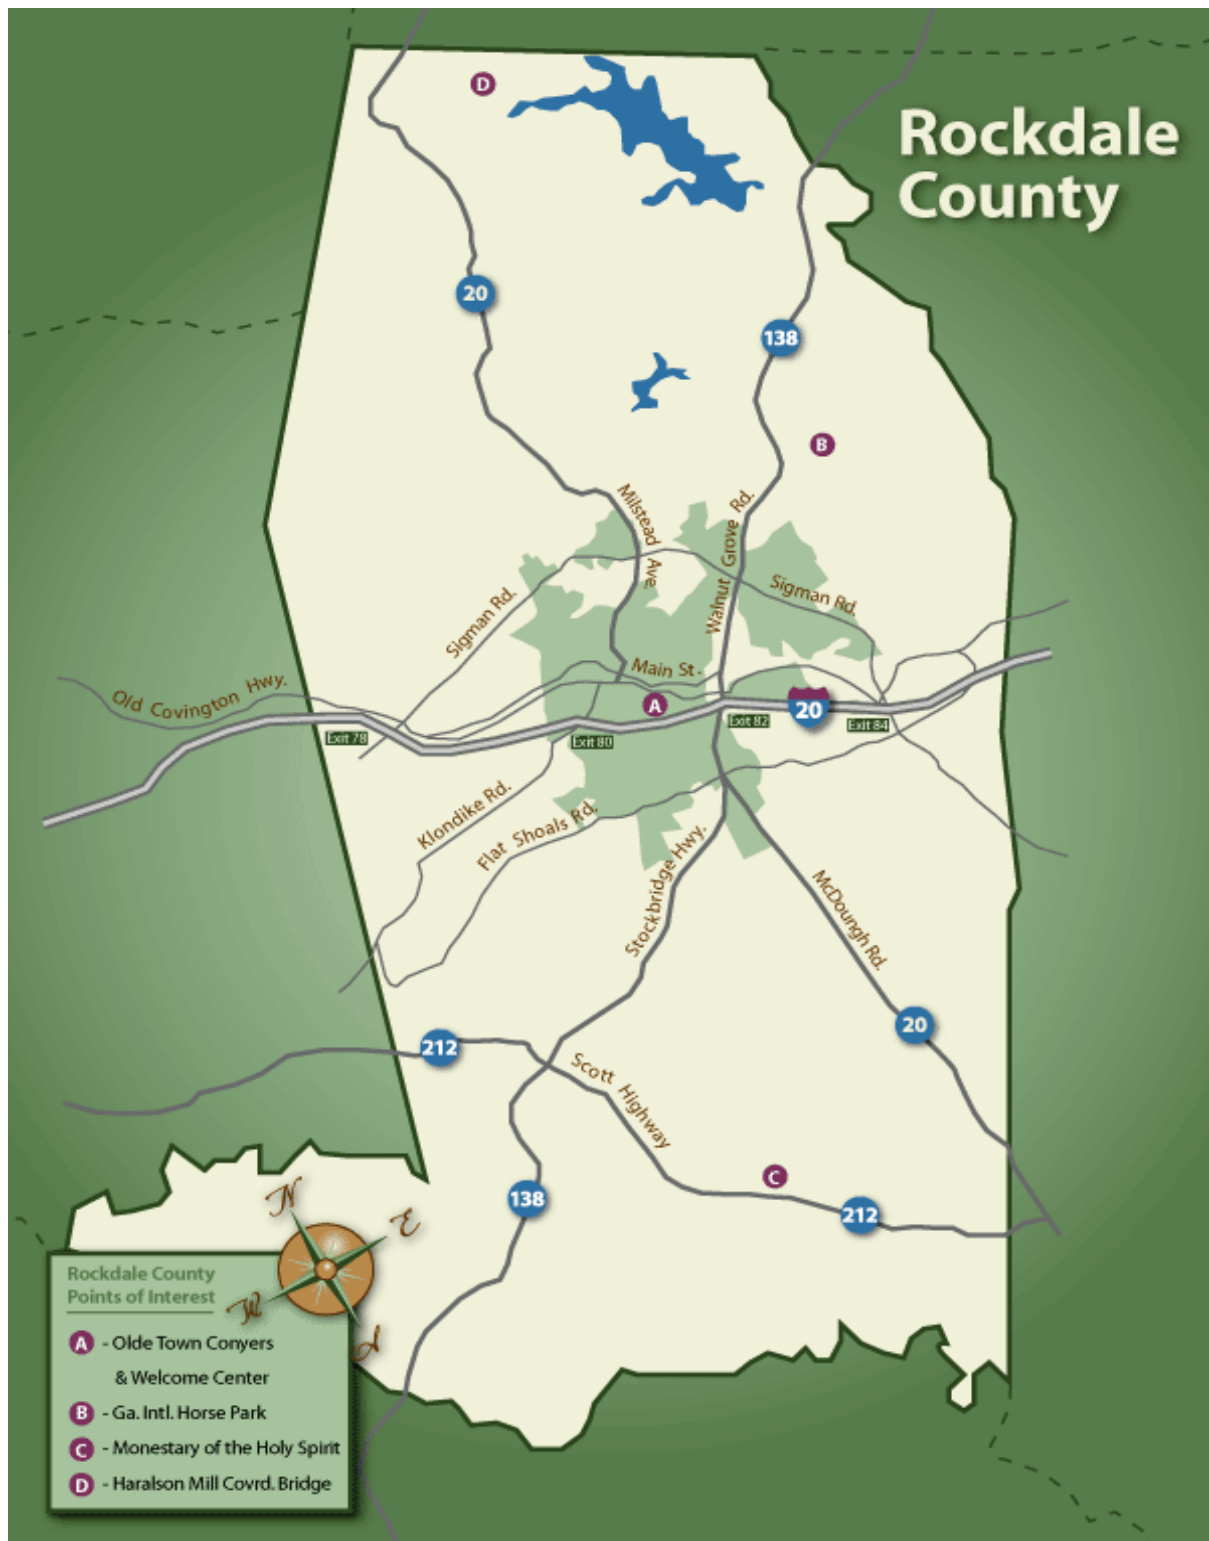 Rockdale
County
D
20
138
B
Milstead Ave
Walnut Grove Rd.
Sigman Rd.
Sigman Rd.
Main St.
Old Covington Hwy.
A
20
Exit 78
Exit 80
Exit 82
Exit 84
Klondike Rd.
Flat Shoals Rd.
Stockbridge Hwy.
McDoungh Rd.
20
212
Scott Highway
C
138
212
N
E
W
Rockdale County
Points of Interest
A - Olde Town Conyers
& Welcome Center
B - Ga. Intl. Horse Park
C - Monestary of the Holy Spirit
D - Haralson Mill Covrd. Bridge